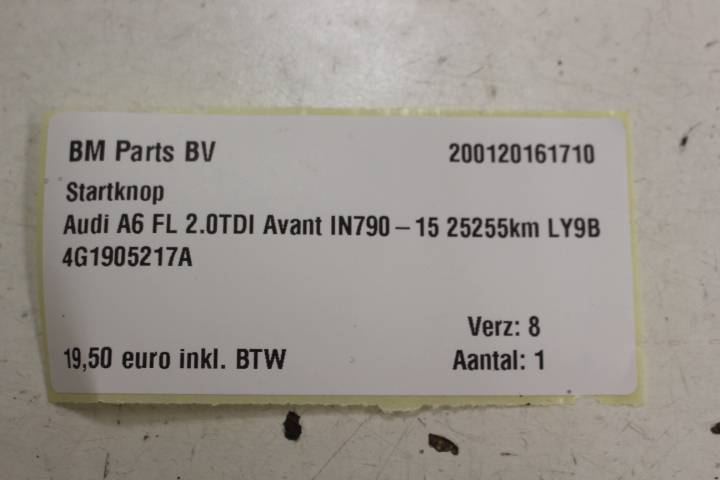 BM Parts BV 200120161710
Startknop
Audi A6 FL 2.0TDI Avant IN790-15 25255km LY9B
4G1905217A
Verz: 8
19,50 euro inkl. BTW Aantal: 1